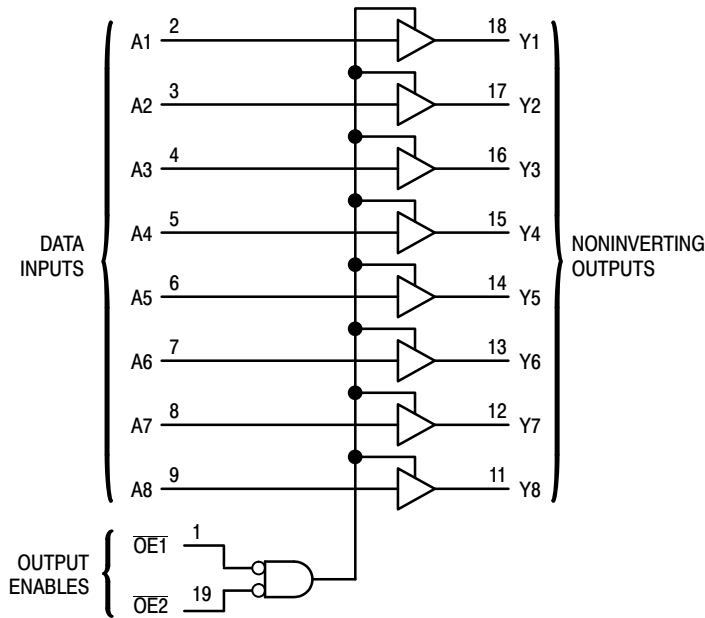 A1 2 18 Y1
A2 3 17 Y2
A3 4 16 Y3
A4 5 15 Y4
DATA
INPUTS
NONINVERTING
OUTPUTS
A5 6 14 Y5
A6 7 13 Y6
A7 8 12 Y7
A8 9 11 Y8
OUTPUT
ENABLES
O̅E̅1̅ 1
O̅E̅2̅ 19